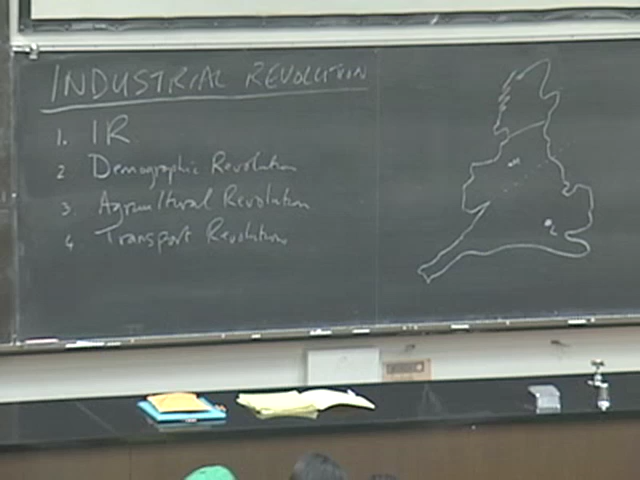 INDUSTRIAL REVOLUTION
1. IR
2 Demographic Revolution
3. Agricultural Revolution
4 Transport Revolution
M
L